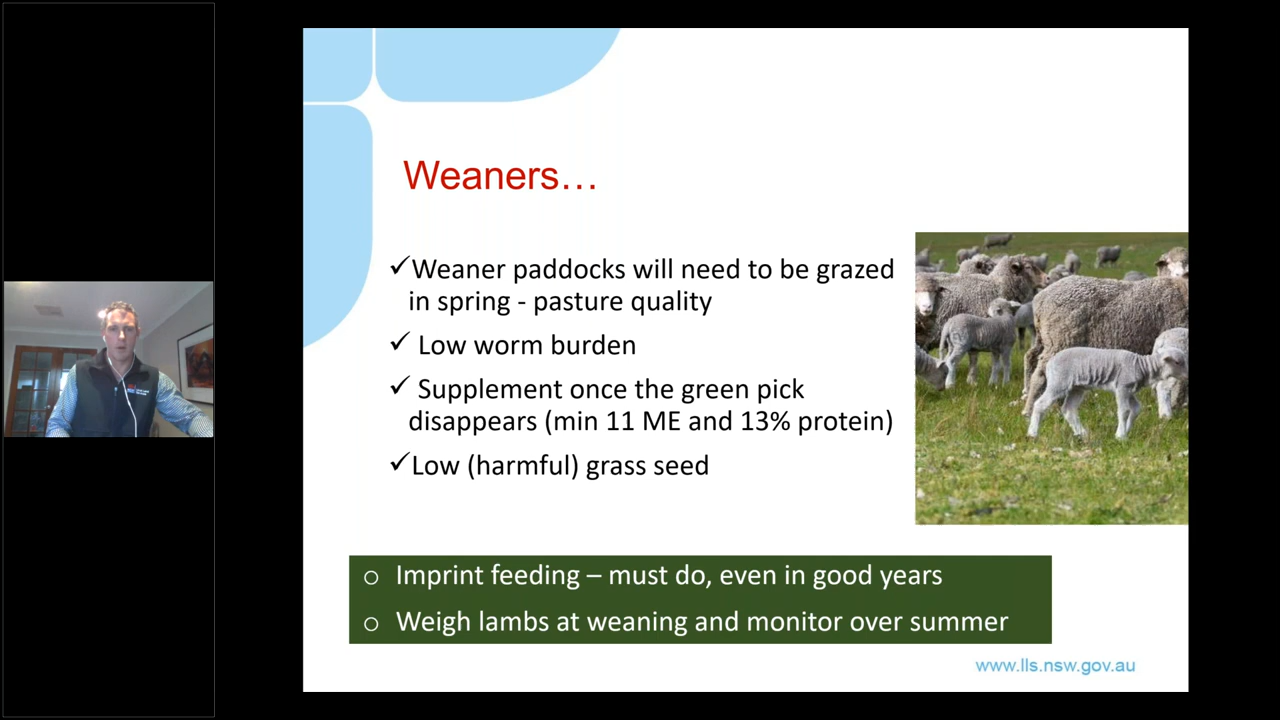 Weaners…
✓Weaner paddocks will need to be grazed
in spring - pasture quality
✓ Low worm burden
✓ Supplement once the green pick
disappears (min 11 ME and 13% protein)
✓Low (harmful) grass seed
o Imprint feeding – must do, even in good years
o Weigh lambs at weaning and monitor over summer
www.lls.nsw.gov.au